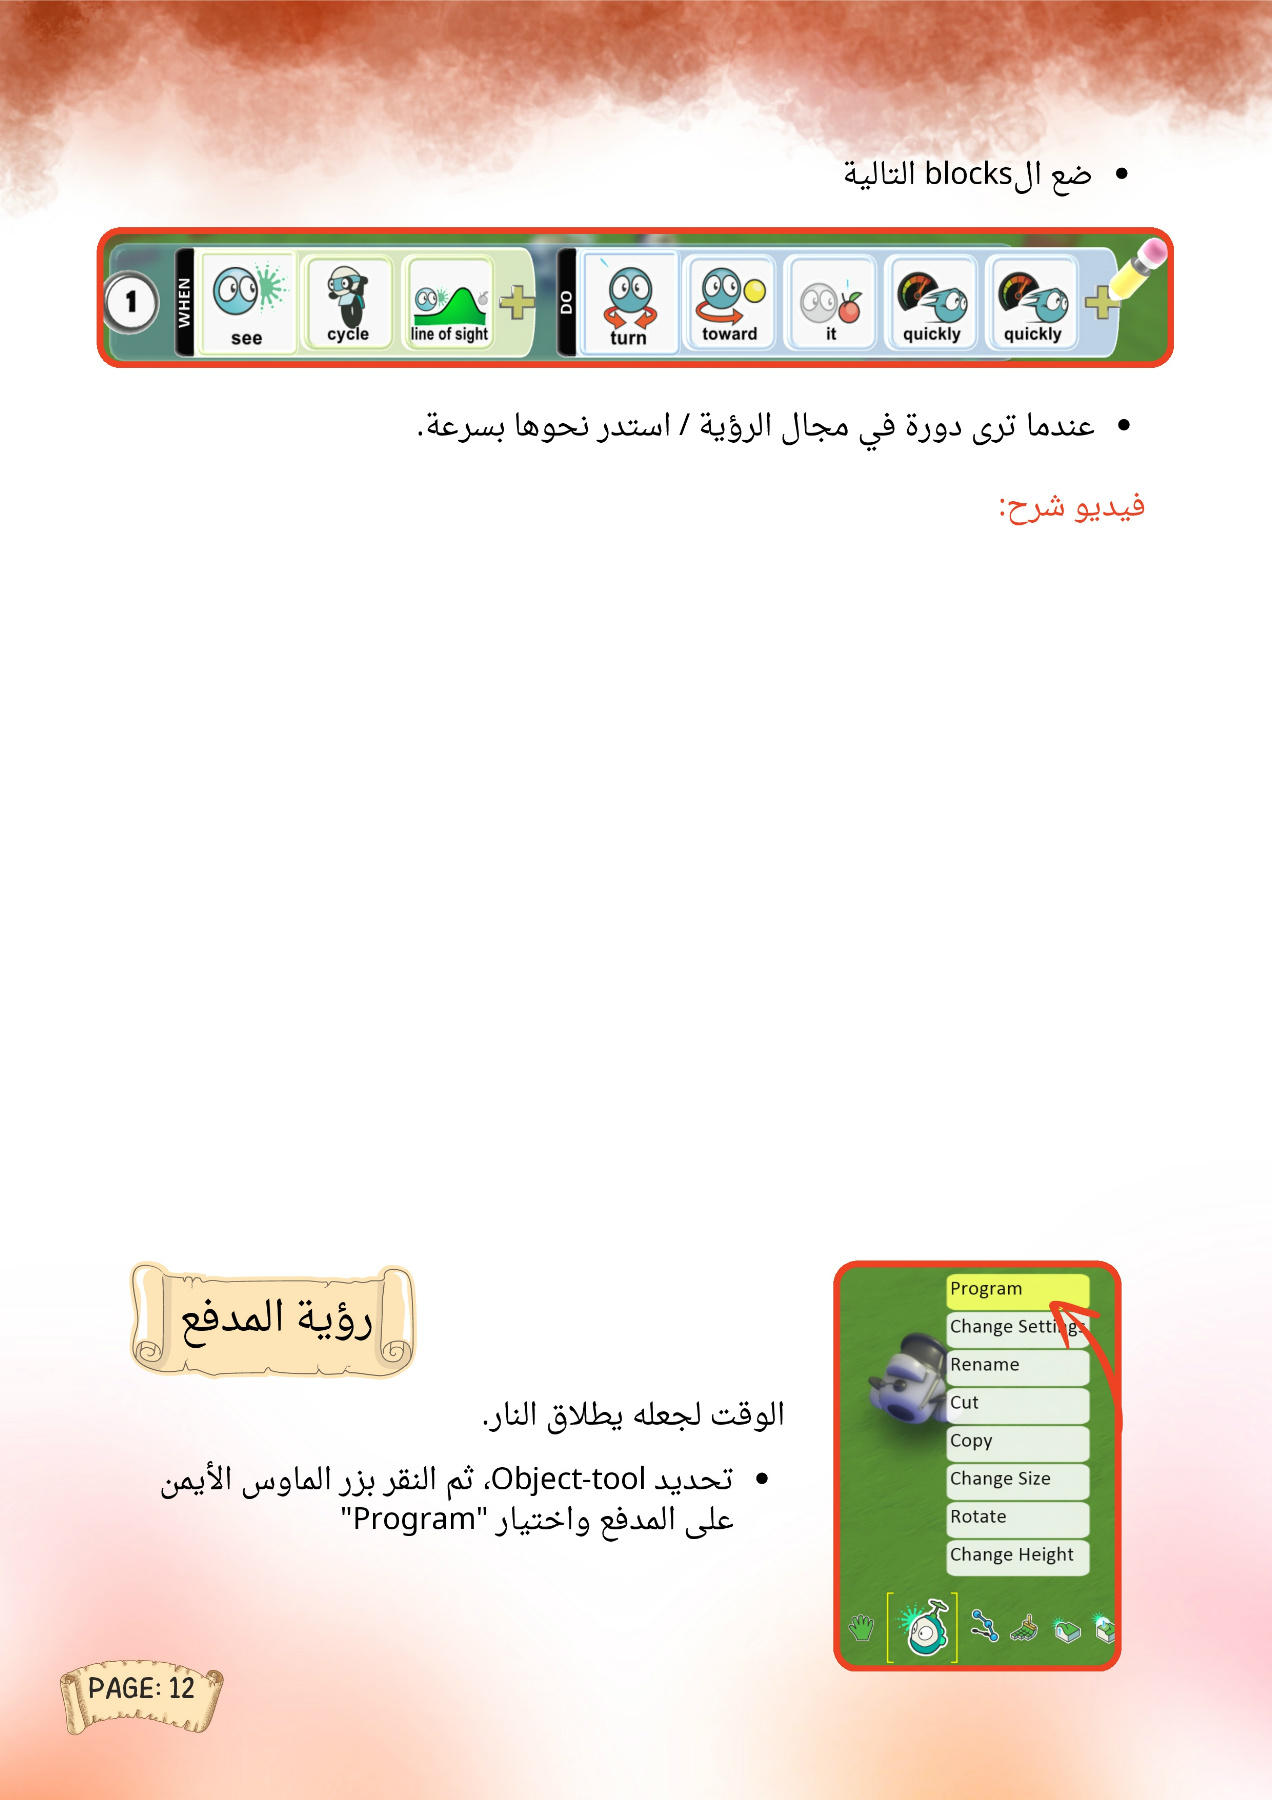 ضع الblocks التالية
1 WHEN see cycle line of sight DO turn toward it quickly quickly
عندما ترى دورة في مجال الرؤية / استدر نحوها بسرعة.
فيديو شرح:
رؤية المدفع
الوقت لجعله يطلاق النار.
تحديد Object-tool، ثم النقر بزر الماوس الأيمن
على المدفع واختيار "Program"
Program
Change Settings
Rename
Cut
Copy
Change Size
Rotate
Change Height
PAGE: 12